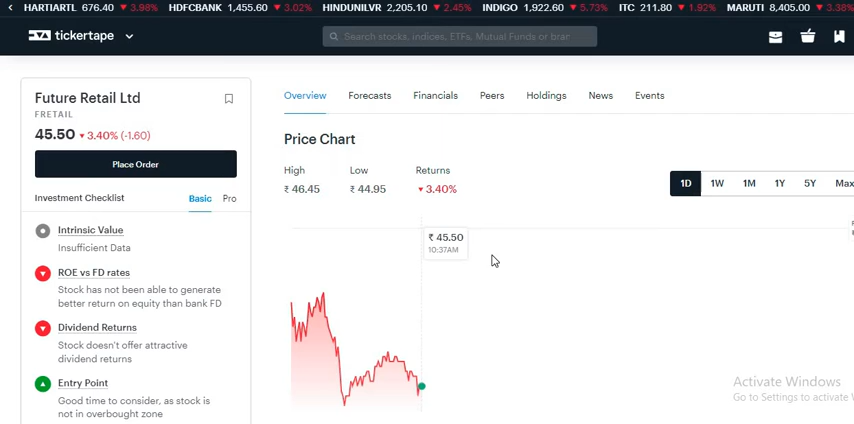 HARTIARTL 676.40 ▼ 3.98% HDFCBANK 1,455.60 ▼ 3.02% HINDUNILVR 2,205.10 ▼ 2.45% INDIGO 1,922.60 ▼ 5.73% ITC 211.80 ▼ 1.92% MARUTI 8,405.00 ▼ 3.38%
tickertape
Search stocks, indices, ETFs, Mutual Funds or bran
Future Retail Ltd
FRETAIL
45.50 ▼ 3.40% (-1.60)
Place Order
Investment Checklist Basic Pro
Intrinsic Value
Insufficient Data
ROE vs FD rates
Stock has not been able to generate
better return on equity than bank FD
Dividend Returns
Stock doesn't offer attractive
dividend returns
Entry Point
Good time to consider, as stock is
not in overbought zone
Overview Forecasts Financials Peers Holdings News Events
Price Chart
High Low Returns
₹ 46.45 ₹ 44.95 ▼ 3.40%
1D 1W 1M 1Y 5Y Max
₹ 45.50
10:37AM
Activate Windows
Go to Settings to activate